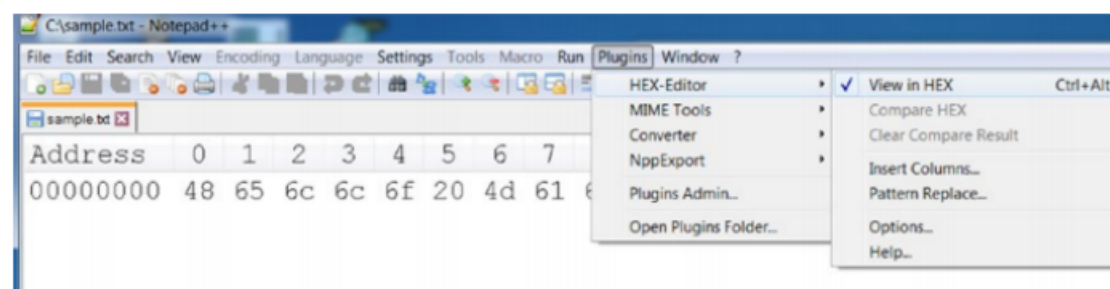 C:\sample.txt - Notepad++
File Edit Search View Encoding Language Settings Tools Macro Run Plugins Window ?
sample.txt
HEX-Editor
MIME Tools
Converter
NppExport
Plugins Admin...
Open Plugins Folder...
View in HEX Ctrl+Alt
Compare HEX
Clear Compare Result
Insert Columns...
Pattern Replace...
Options...
Help...
Address 0 1 2 3 4 5 6 7
00000000 48 65 6c 6c 6f 20 4d 61